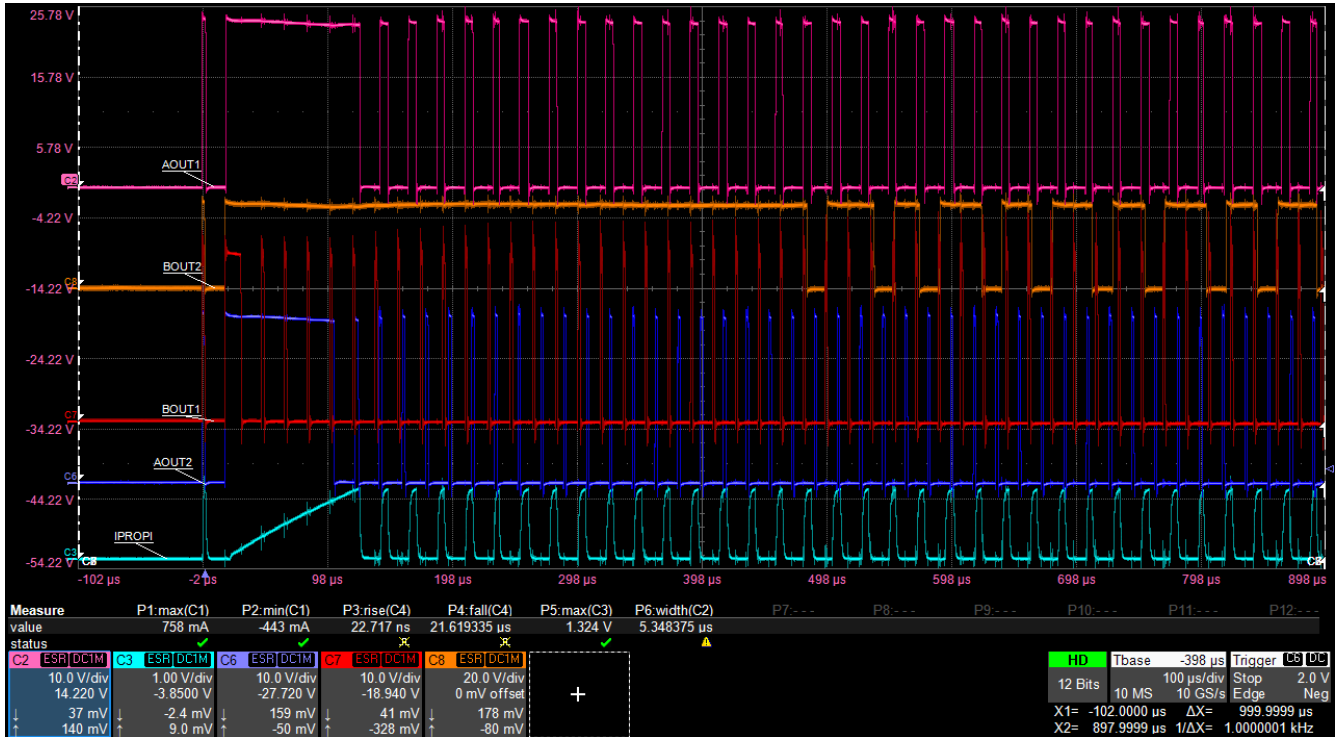 25.78 V
15.78 V
5.78 V
AOUT1
C2
-4.22 V
BOUT2
C8
-14.22 V
-24.22 V
BOUT1
C7
-34.22 V
AOUT2
C6
-44.22 V
IPROPI
C3
-54.22 V
-102 µs -2 µs 98 µs 198 µs 298 µs 398 µs 498 µs 598 µs 698 µs 798 µs 898 µs
Measure P1:max(C1) P2:min(C1) P3:rise(C4) P4:fall(C4) P5:max(C3) P6:width(C2) P7:- - - P8:- - - P9:- - - P10:- - - P11:- - - P12:- - -
value 758 mA -443 mA 22.717 ns 21.619335 µs 1.324 V 5.348375 µs
status
C2 ESR DC1M C3 ESR DC1M C6 ESR DC1M C7 ESR DC1M C8 ESR DC1M
10.0 V/div 1.00 V/div 10.0 V/div 10.0 V/div 20.0 V/div
14.220 V -3.8500 V -27.720 V -18.940 V 0 mV offset
↓ 37 mV ↓ -2.4 mV ↓ 159 mV ↓ 41 mV ↓ 178 mV
↑ 140 mV ↑ 9.0 mV ↑ -50 mV ↑ -328 mV ↑ -80 mV
+
HD Tbase -398 µs Trigger C6 DC
12 Bits 100 µs/div Stop 2.0 V
10 MS 10 GS/s Edge Neg
X1= -102.0000 µs ΔX= 999.9999 µs
X2= 897.9999 µs 1/ΔX= 1.0000001 kHz